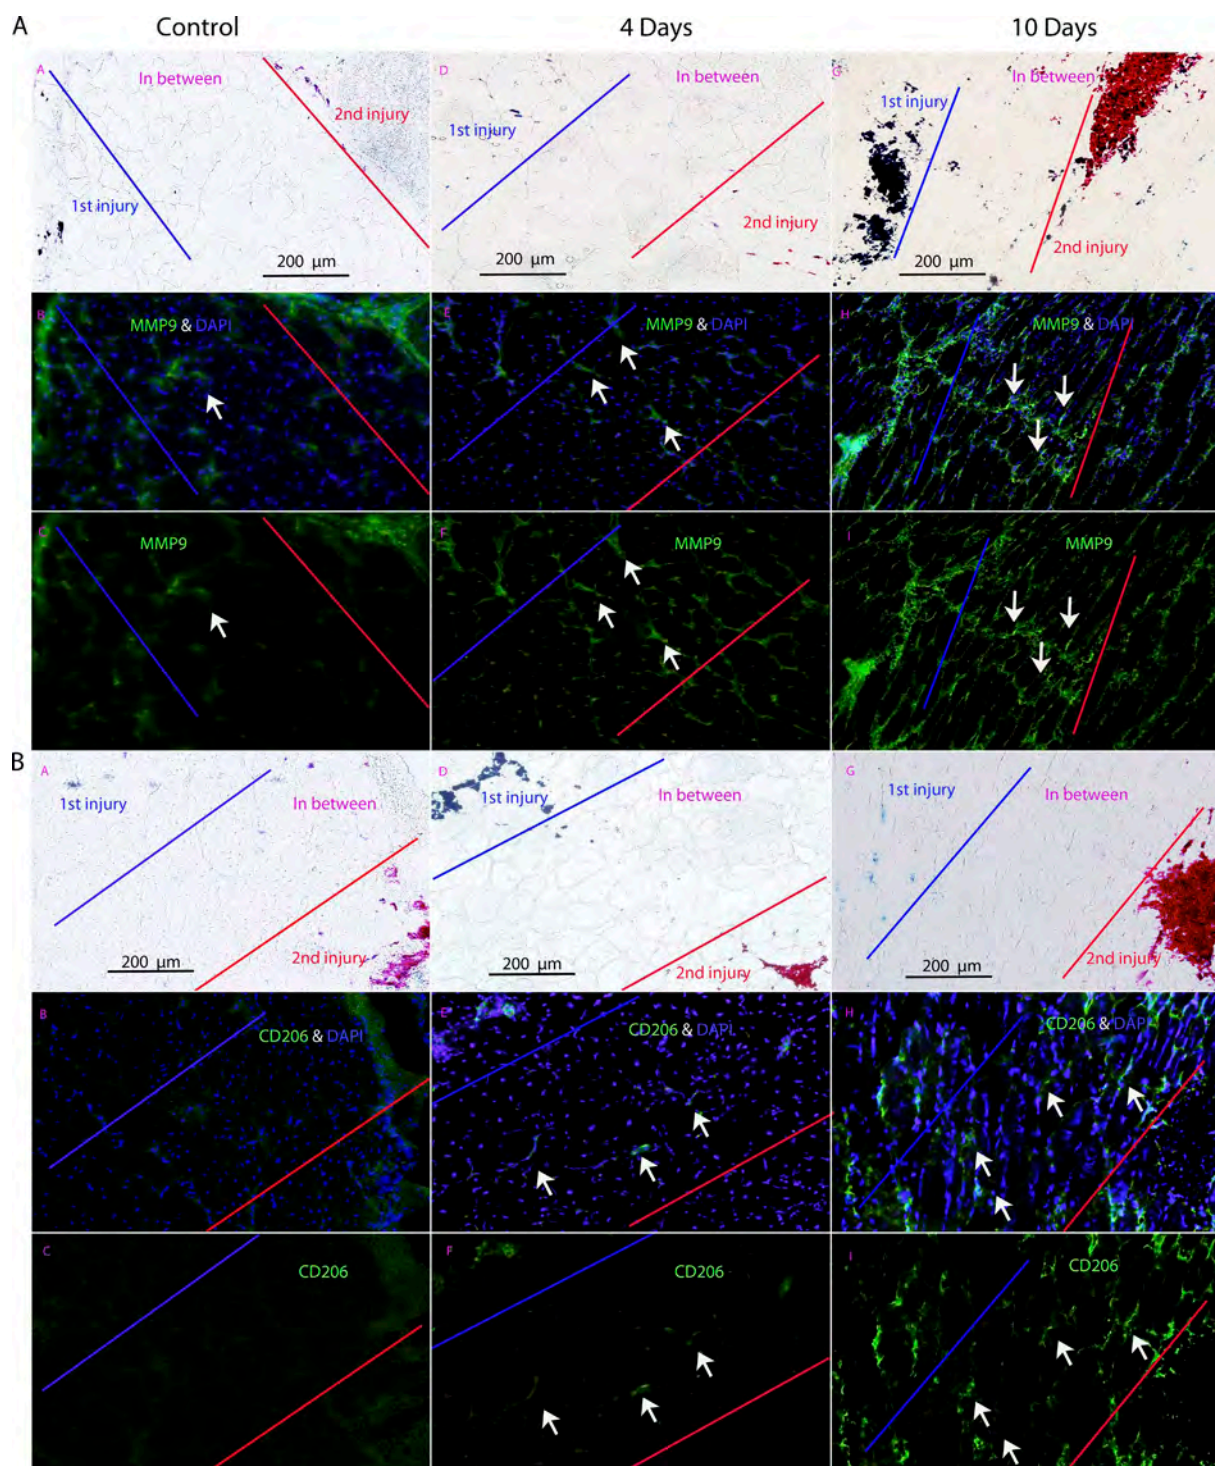 A
Control
4 Days
10 Days
A
In between
2nd injury
1st injury
200 μm
D
In between
1st injury
2nd injury
200 μm
G
In between
1st injury
2nd injury
200 μm
B
MMP9 & DAPI
E
MMP9 & DAPI
H
MMP9 & DAPI
C
MMP9
F
MMP9
I
MMP9
B
A
1st injury
In between
200 μm
2nd injury
D
1st injury
In between
200 μm
2nd injury
G
1st injury
In between
200 μm
2nd injury
B
CD206 & DAPI
E
CD206 & DAPI
H
CD206 & DAPI
C
CD206
F
CD206
I
CD206